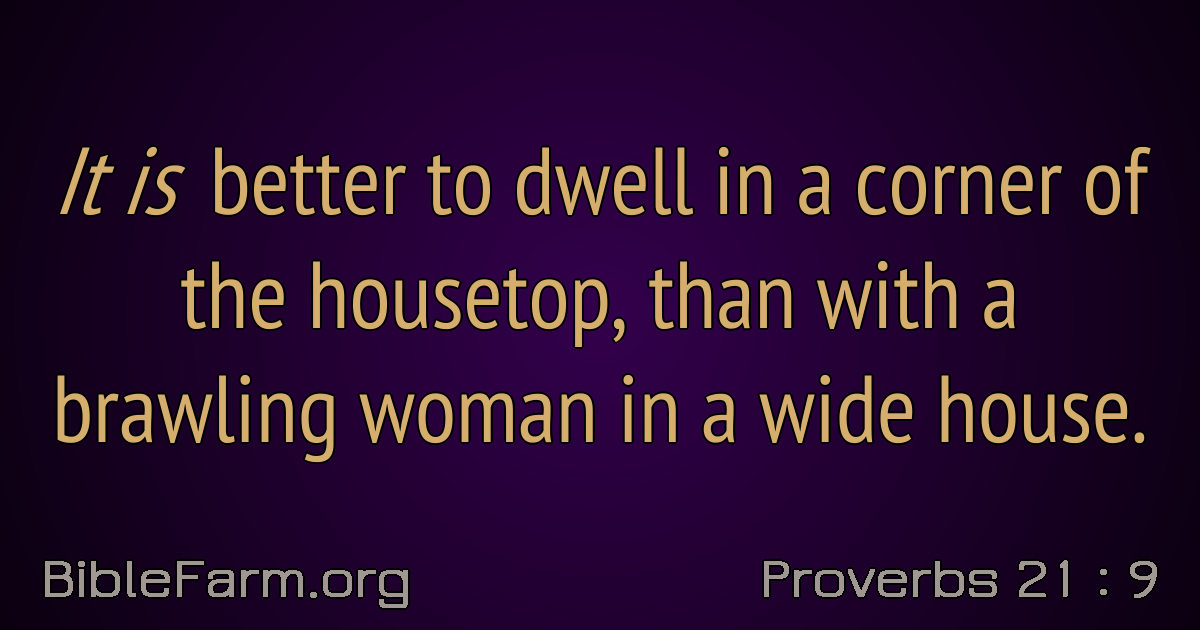 It is better to dwell in a corner of
the housetop, than with a
brawling woman in a wide house.
BibleFarm.org
Proverbs 21 : 9